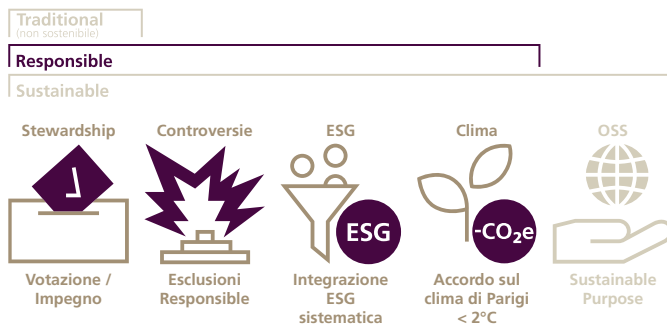 Traditional
(non sostenibile)
Responsible
Sustainable
Stewardship
Controversie
ESG
Clima
OSS
ESG
-CO₂e
Votazione /
Impegno
Esclusioni
Responsible
Integrazione
ESG
sistematica
Accordo sul
clima di Parigi
< 2°C
Sustainable
Purpose